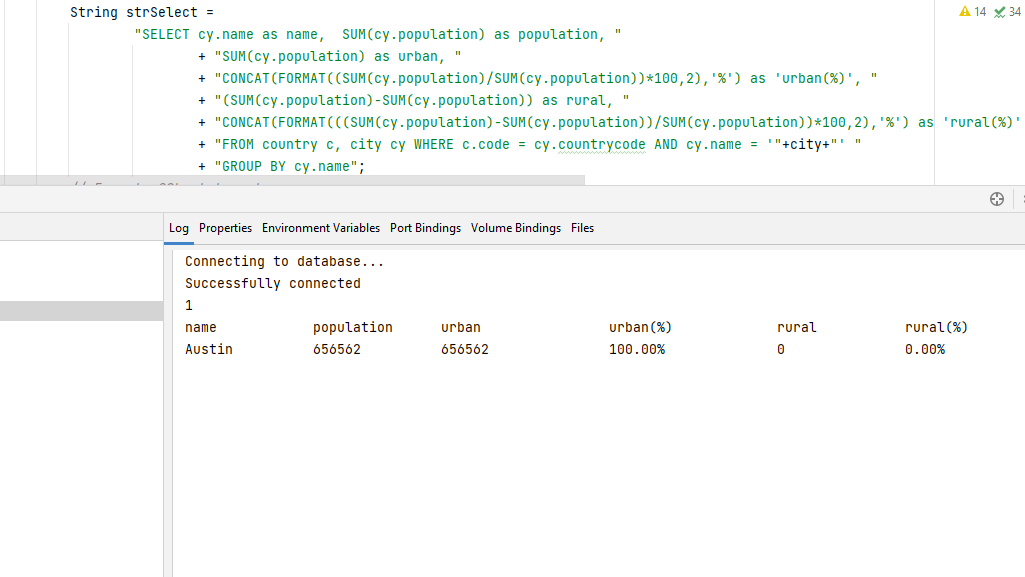 String strSelect =
14 34
"SELECT cy.name as name,  SUM(cy.population) as population, "
+ "SUM(cy.population) as urban, "
+ "CONCAT(FORMAT((SUM(cy.population)/SUM(cy.population))*100,2),'%') as 'urban(%)', "
+ "(SUM(cy.population)-SUM(cy.population)) as rural, "
+ "CONCAT(FORMAT(((SUM(cy.population)-SUM(cy.population))/SUM(cy.population))*100,2),'%') as 'rural(%)'
+ "FROM country c, city cy WHERE c.code = cy.countrycode AND cy.name = '"+city+"' "
+ "GROUP BY cy.name";
Log Properties Environment Variables Port Bindings Volume Bindings Files
Connecting to database...
Successfully connected
1
name population urban urban(%) rural rural(%)
Austin 656562 656562 100.00% 0 0.00%